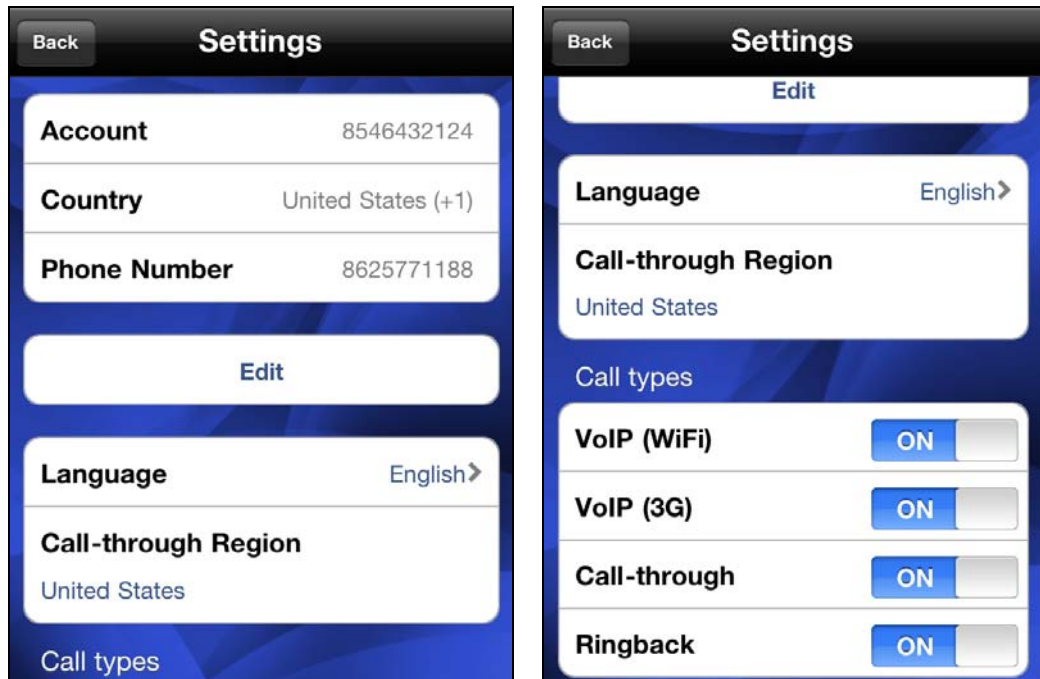 Back Settings
Account 8546432124
Country United States (+1)
Phone Number 8625771188
Edit
Language English
Call-through Region
United States
Call types
Back Settings
Edit
Language English
Call-through Region
United States
Call types
VoIP (WiFi) ON
VoIP (3G) ON
Call-through ON
Ringback ON